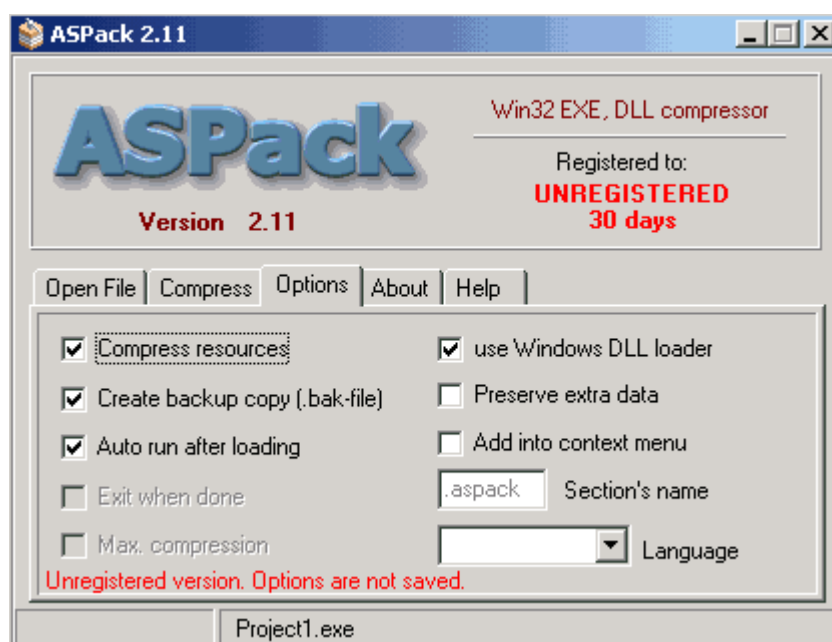 ASPack 2.11
ASPack
Version 2.11
Win32 EXE, DLL compressor
Registered to:
UNREGISTERED
30 days
Open File Compress Options About Help
Compress resources
Create backup copy (.bak-file)
Auto run after loading
Exit when done
Max. compression
use Windows DLL loader
Preserve extra data
Add into context menu
.aspack Section's name
Language
Unregistered version. Options are not saved.
Project1.exe